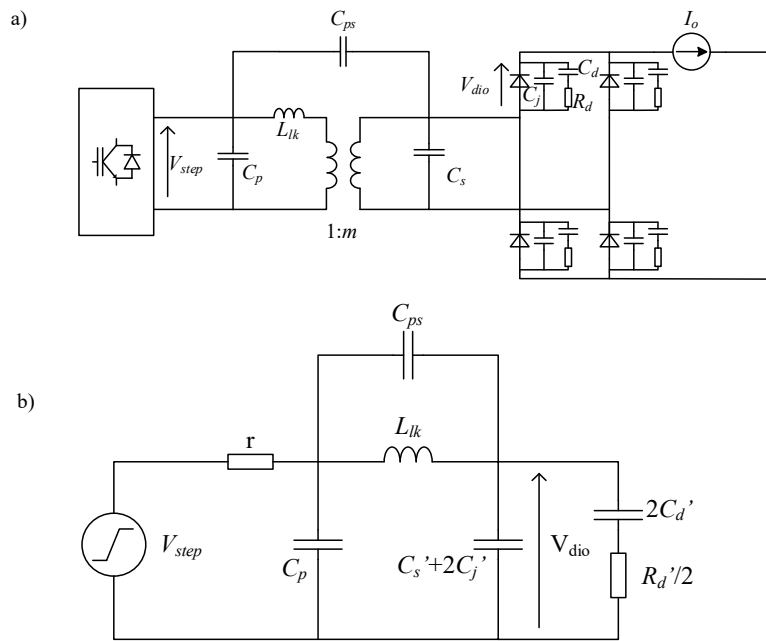 a)
C_ps
I_o
V_dio
C_j
C_d
R_d
L_lk
V_step
C_p
C_s
1:m
C_ps
b)
r
L_lk
V_step
C_p
C_s'+2C_j'
V_dio
2C_d'
R_d'/2